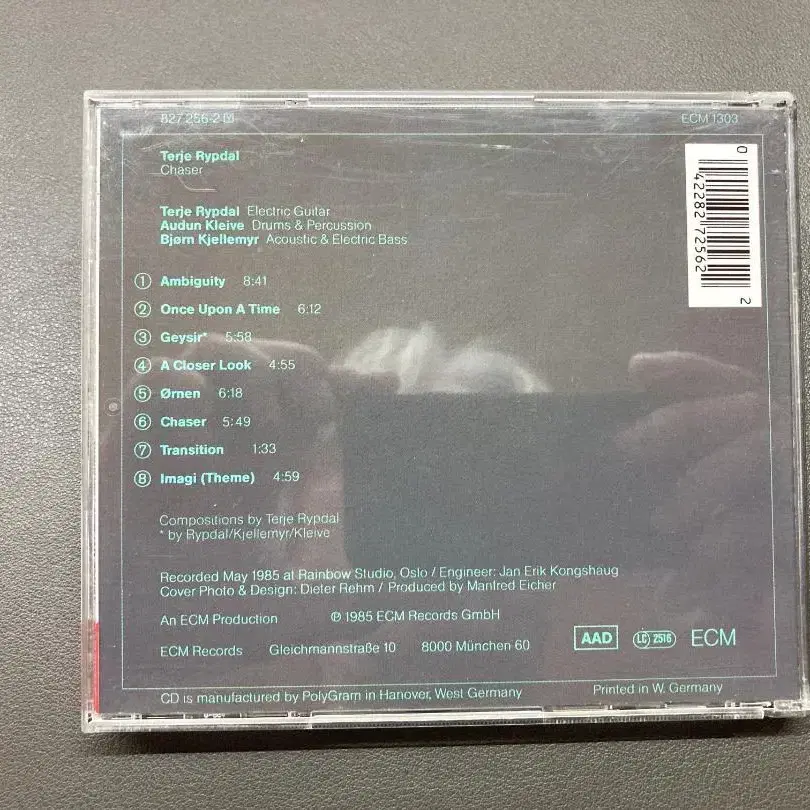 827 256-2 Ⓨ
ECM 1303
Terje Rypdal
Chaser
Terje Rypdal Electric Guitar
Audun Kleive Drums & Percussion
Bjørn Kjellemyr Acoustic & Electric Bass
① Ambiguity 8:41
② Once Upon A Time 6:12
③ Geysir* 5:58
④ A Closer Look 4:55
⑤ Ørnen 6:18
⑥ Chaser 5:49
⑦ Transition 1:33
⑧ Imagi (Theme) 4:59
Compositions by Terje Rypdal
* by Rypdal/Kjellemyr/Kleive
Recorded May 1985 at Rainbow Studio, Oslo / Engineer: Jan Erik Kongshaug
Cover Photo & Design: Dieter Rehm / Produced by Manfred Eicher
An ECM Production ℗ 1985 ECM Records GmbH
ECM Records Gleichmannstraße 10 8000 München 60
AAD LC 2516 ECM
CD is manufactured by PolyGram in Hanover, West Germany
Printed in W. Germany
0 42282 72562 2